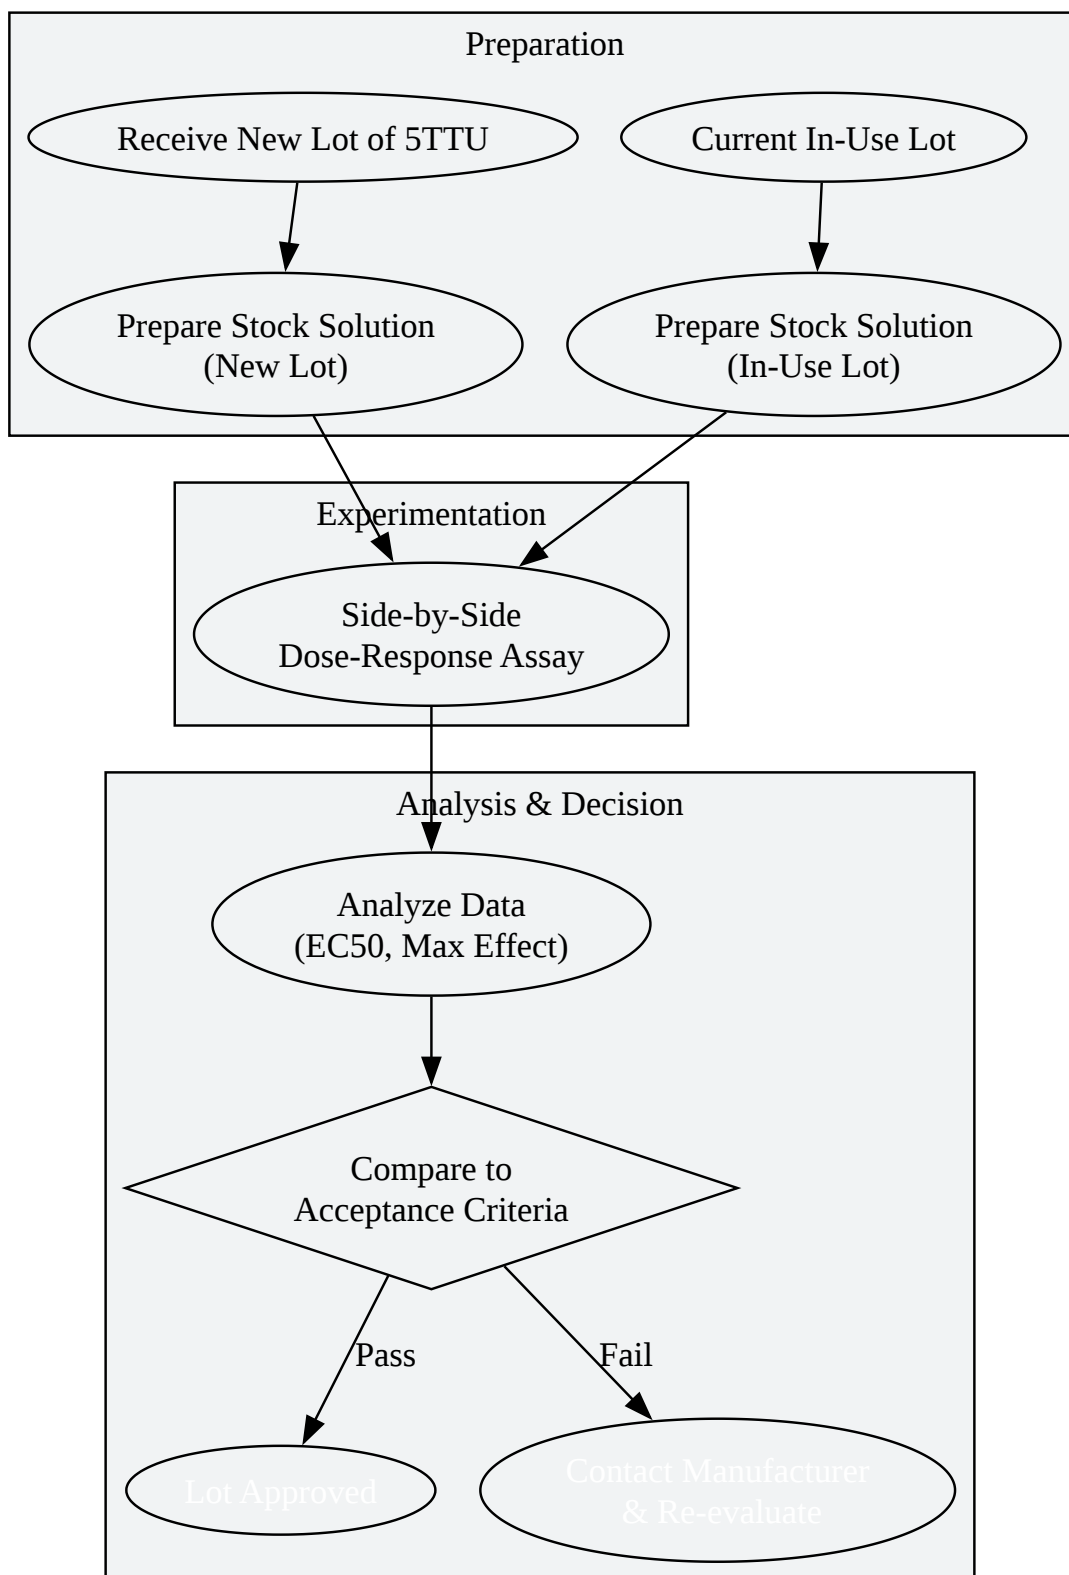 Preparation
Receive New Lot of 5TTU
Current In-Use Lot
Prepare Stock Solution
(New Lot)
Prepare Stock Solution
(In-Use Lot)
Experimentation
Side-by-Side
Dose-Response Assay
Analysis & Decision
Analyze Data
(EC50, Max Effect)
Compare to
Acceptance Criteria
Pass
Fail
Lot Approved
Contact Manufacturer
& Re-evaluate